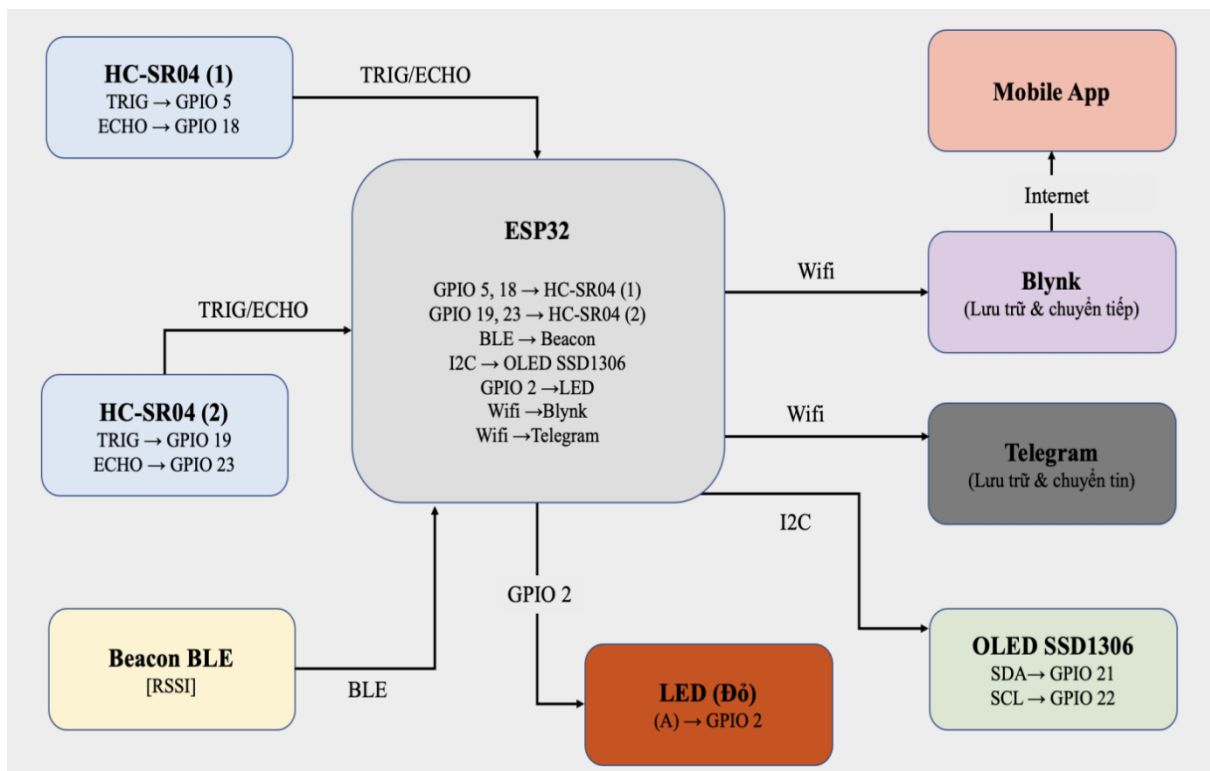 HC-SR04 (1)
TRIG → GPIO 5
ECHO → GPIO 18
TRIG/ECHO
Mobile App
Internet
ESP32
GPIO 5, 18 → HC-SR04 (1)
GPIO 19, 23 → HC-SR04 (2)
BLE → Beacon
I2C → OLED SSD1306
GPIO 2 →LED
Wifi →Blynk
Wifi →Telegram
Wifi
Blynk
(Lưu trữ & chuyển tiếp)
TRIG/ECHO
HC-SR04 (2)
TRIG → GPIO 19
ECHO → GPIO 23
Wifi
Telegram
(Lưu trữ & chuyển tin)
I2C
GPIO 2
Beacon BLE
[RSSI]
BLE
LED (Đỏ)
(A) → GPIO 2
OLED SSD1306
SDA→ GPIO 21
SCL → GPIO 22